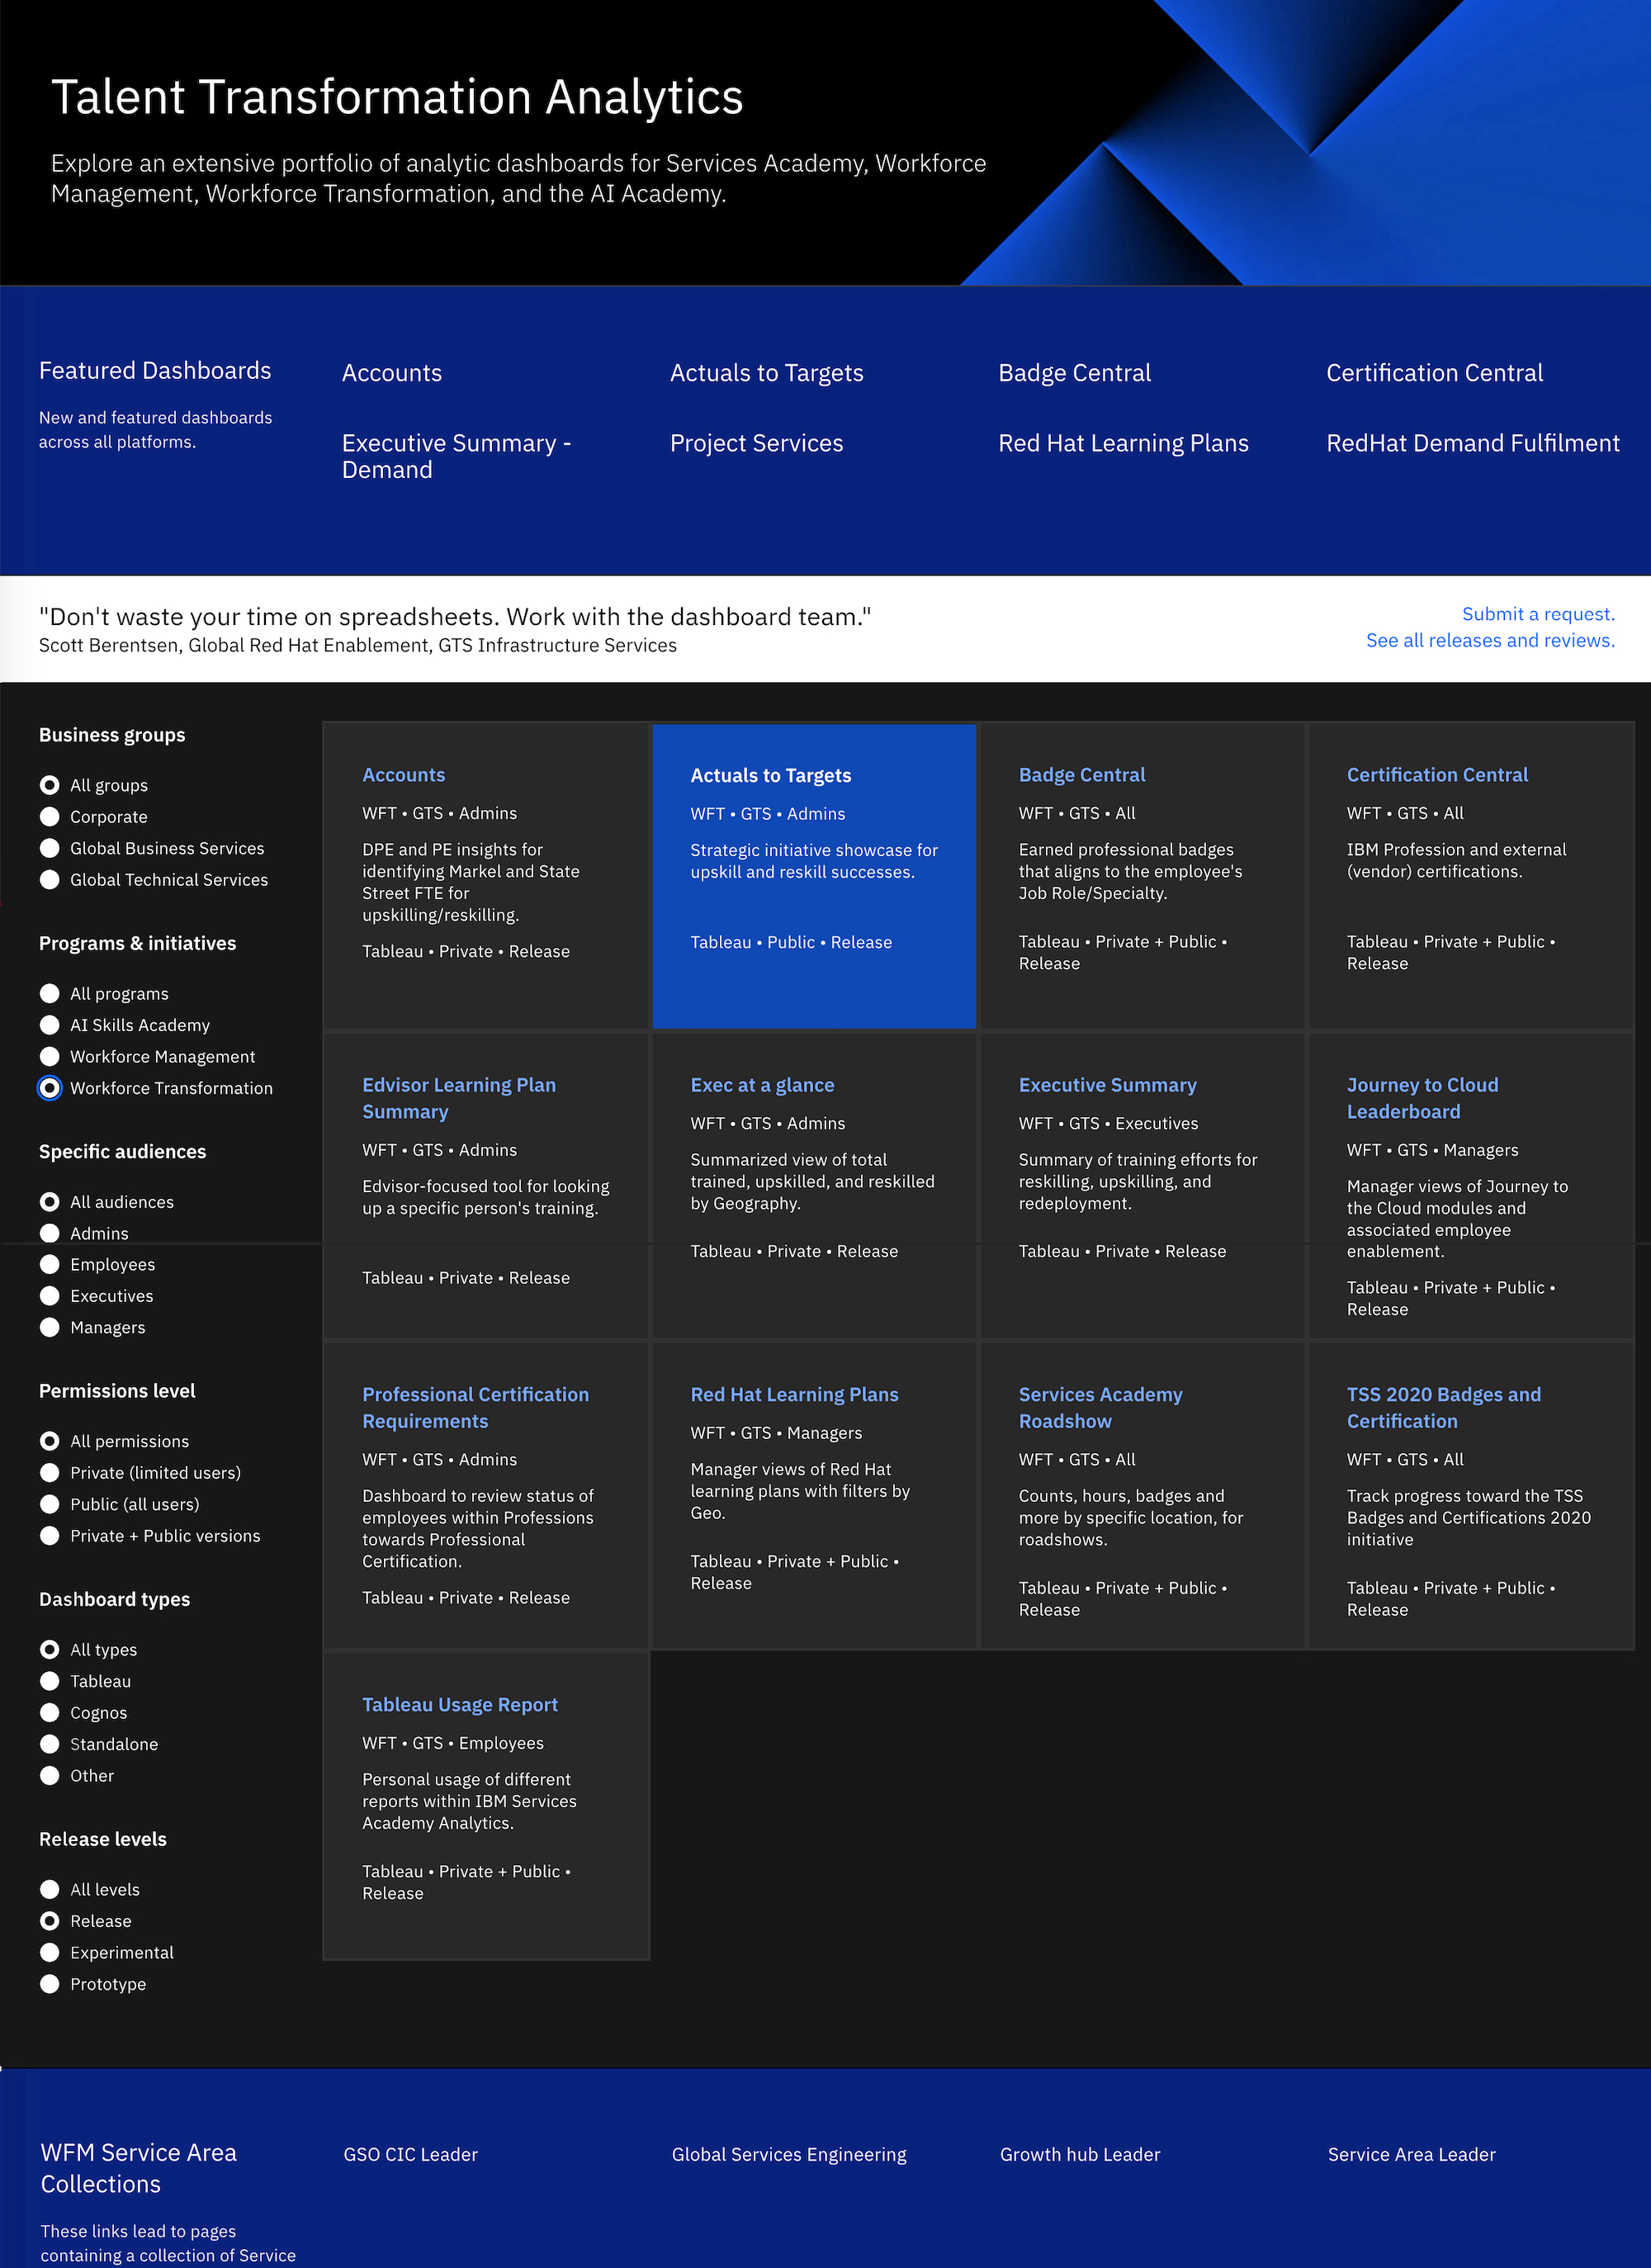 Talent Transformation Analytics
Explore an extensive portfolio of analytic dashboards for Services Academy, Workforce
Management, Workforce Transformation, and the AI Academy.
Featured Dashboards
New and featured dashboards
across all platforms.
Accounts
Actuals to Targets
Badge Central
Certification Central
Executive Summary -
Demand
Project Services
Red Hat Learning Plans
RedHat Demand Fulfilment
"Don't waste your time on spreadsheets. Work with the dashboard team."
Scott Berentsen, Global Red Hat Enablement, GTS Infrastructure Services
Submit a request.
See all releases and reviews.
Business groups
All groups
Corporate
Global Business Services
Global Technical Services
Programs & initiatives
All programs
AI Skills Academy
Workforce Management
Workforce Transformation
Specific audiences
All audiences
Admins
Employees
Executives
Managers
Permissions level
All permissions
Private (limited users)
Public (all users)
Private + Public versions
Dashboard types
All types
Tableau
Cognos
Standalone
Other
Release levels
All levels
Release
Experimental
Prototype
Accounts
WFT • GTS • Admins
DPE and PE insights for
identifying Markel and State
Street FTE for
upskilling/reskilling.
Tableau • Private • Release
Actuals to Targets
WFT • GTS • Admins
Strategic initiative showcase for
upskill and reskill successes.
Tableau • Public • Release
Badge Central
WFT • GTS • All
Earned professional badges
that aligns to the employee's
Job Role/Specialty.
Tableau • Private + Public •
Release
Certification Central
WFT • GTS • All
IBM Profession and external
(vendor) certifications.
Tableau • Private + Public •
Release
Edvisor Learning Plan
Summary
WFT • GTS • Admins
Edvisor-focused tool for looking
up a specific person's training.
Tableau • Private • Release
Exec at a glance
WFT • GTS • Admins
Summarized view of total
trained, upskilled, and reskilled
by Geography.
Tableau • Private • Release
Executive Summary
WFT • GTS • Executives
Summary of training efforts for
reskilling, upskilling, and
redeployment.
Tableau • Private • Release
Journey to Cloud
Leaderboard
WFT • GTS • Managers
Manager views of Journey to
the Cloud modules and
associated employee
enablement.
Tableau • Private + Public •
Release
Professional Certification
Requirements
WFT • GTS • Admins
Dashboard to review status of
employees within Professions
towards Professional
Certification.
Tableau • Private • Release
Red Hat Learning Plans
WFT • GTS • Managers
Manager views of Red Hat
learning plans with filters by
Geo.
Tableau • Private + Public •
Release
Services Academy
Roadshow
WFT • GTS • All
Counts, hours, badges and
more by specific location, for
roadshows.
Tableau • Private + Public •
Release
TSS 2020 Badges and
Certification
WFT • GTS • All
Track progress toward the TSS
Badges and Certifications 2020
initiative
Tableau • Private + Public •
Release
Tableau Usage Report
WFT • GTS • Employees
Personal usage of different
reports within IBM Services
Academy Analytics.
Tableau • Private + Public •
Release
WFM Service Area
Collections
These links lead to pages
containing a collection of Service
GSO CIC Leader
Global Services Engineering
Growth hub Leader
Service Area Leader